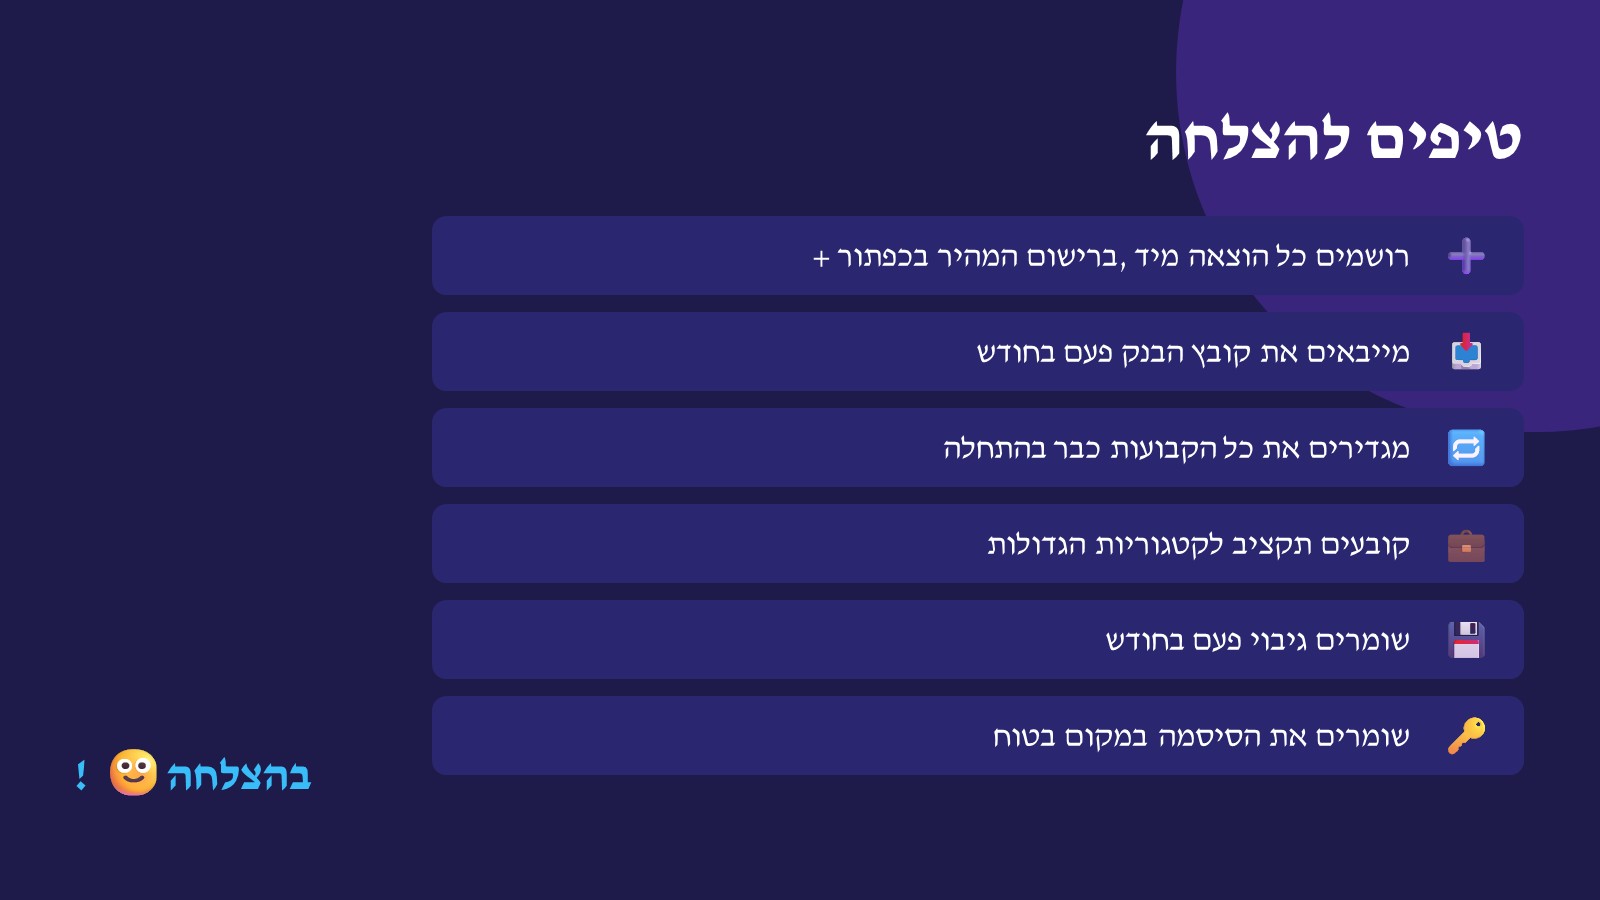 טיפים להצלחה
רושמים כל הוצאה מיד ,ברישום המהיר בכפתור +
מייבאים את קובץ הבנק פעם בחודש
מגדירים את כל הקבועות כבר בהתחלה
קובעים תקציב לקטגוריות הגדולות
שומרים גיבוי פעם בחודש
שומרים את הסיסמה במקום בטוח
בהצלחה 🙂 !